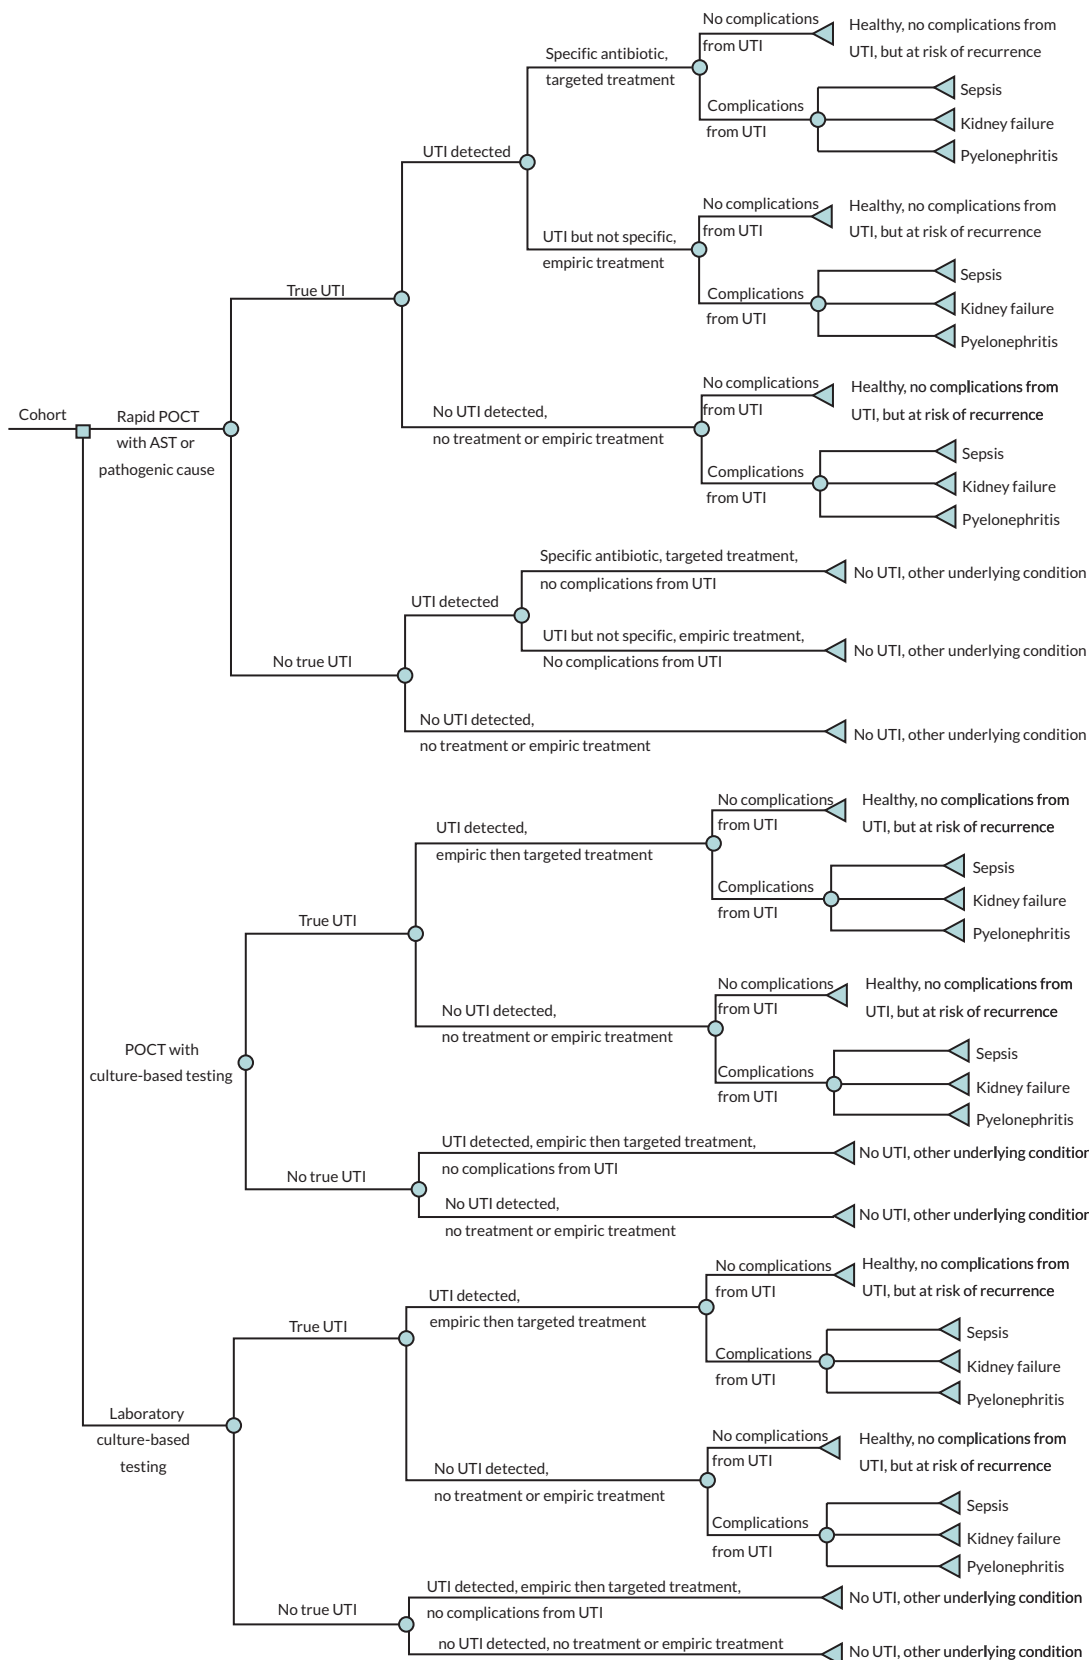 No complications
from UTI
Healthy, no complications from
UTI, but at risk of recurrence
Specific antibiotic,
targeted treatment
Complications
from UTI
Sepsis
Kidney failure
Pyelonephritis
UTI detected
No complications
from UTI
Healthy, no complications from
UTI, but at risk of recurrence
UTI but not specific,
empiric treatment
Complications
from UTI
Sepsis
Kidney failure
Pyelonephritis
True UTI
No complications
from UTI
Healthy, no complications from
UTI, but at risk of recurrence
No UTI detected,
no treatment or empiric treatment
Complications
from UTI
Sepsis
Kidney failure
Pyelonephritis
Cohort
Rapid POCT
with AST or
pathogenic cause
Specific antibiotic, targeted treatment,
no complications from UTI
No UTI, other underlying condition
UTI detected
UTI but not specific, empiric treatment,
No complications from UTI
No UTI, other underlying condition
No true UTI
No UTI detected,
no treatment or empiric treatment
No UTI, other underlying condition
No complications
from UTI
Healthy, no complications from
UTI, but at risk of recurrence
UTI detected,
empiric then targeted treatment
Complications
from UTI
Sepsis
Kidney failure
Pyelonephritis
True UTI
No complications
from UTI
Healthy, no complications from
UTI, but at risk of recurrence
No UTI detected,
no treatment or empiric treatment
Complications
from UTI
Sepsis
Kidney failure
Pyelonephritis
POCT with
culture-based testing
UTI detected, empiric then targeted treatment,
no complications from UTI
No UTI, other underlying condition
No true UTI
No UTI detected,
no treatment or empiric treatment
No UTI, other underlying condition
No complications
from UTI
Healthy, no complications from
UTI, but at risk of recurrence
UTI detected,
empiric then targeted treatment
Complications
from UTI
Sepsis
Kidney failure
Pyelonephritis
True UTI
Laboratory
culture-based
testing
No complications
from UTI
Healthy, no complications from
UTI, but at risk of recurrence
No UTI detected,
no treatment or empiric treatment
Complications
from UTI
Sepsis
Kidney failure
Pyelonephritis
UTI detected, empiric then targeted treatment,
no complications from UTI
No UTI, other underlying condition
No true UTI
no UTI detected, no treatment or empiric treatment
No UTI, other underlying condition